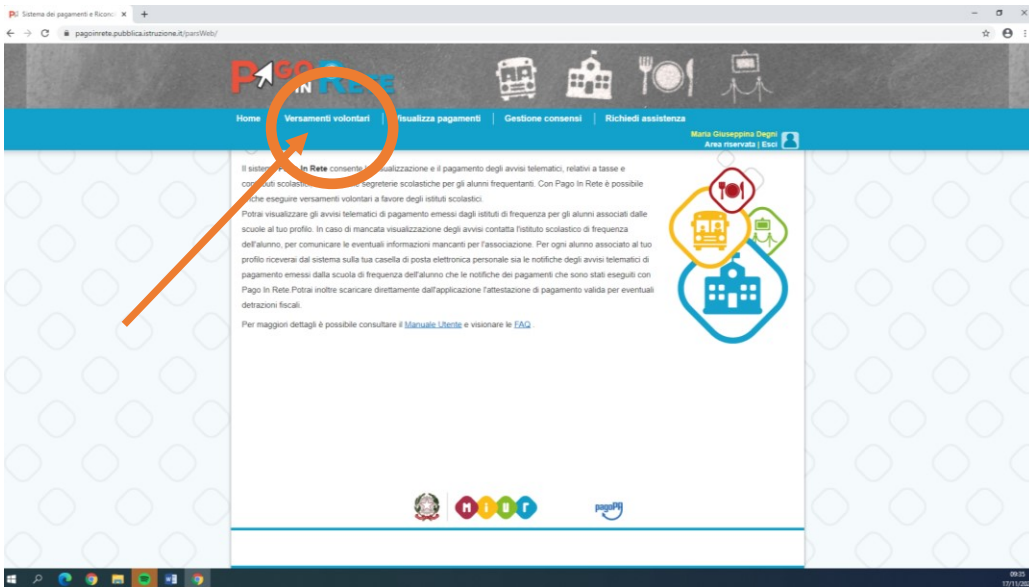 Sistema dei pagamenti e Riconc
pagoinrete.pubblica.istruzione.it/parsWeb/
PAGO IN RETE
Home | Versamenti volontari | Visualizza pagamenti | Gestione consensi | Richiedi assistenza
Maria Giuseppina Degni
Area riservata | Esci
Il sistema Pago In Rete consente la visualizzazione e il pagamento degli avvisi telematici, relativi a tasse e
scolastici segreterie scolastiche per gli alunni frequentanti. Con Pago In Rete è possibile
anche eseguire versamenti volontari a favore degli istituti scolastici.
Potrai visualizzare gli avvisi telematici di pagamento emessi dagli istituti di frequenza per gli alunni associati dalle
scuole al tuo profilo. In caso di mancata visualizzazione degli avvisi contatta l'istituto scolastico di frequenza
dell'alunno, per comunicare le eventuali informazioni mancanti per l'associazione. Per ogni alunno associato al tuo
profilo riceverai dal sistema sulla tua casella di posta elettronica personale sia le notifiche degli avvisi telematici di
pagamento emessi dalla scuola di frequenza dell'alunno che le notifiche dei pagamenti che sono stati eseguiti con
Pago In Rete.Potrai inoltre scaricare direttamente dall'applicazione l'attestazione di pagamento valida per eventuali
detrazioni fiscali.
Per maggiori dettagli è possibile consultare il Manuale Utente e visionare le FAQ .
MIUR
pagoPA
09:35
17/11/202